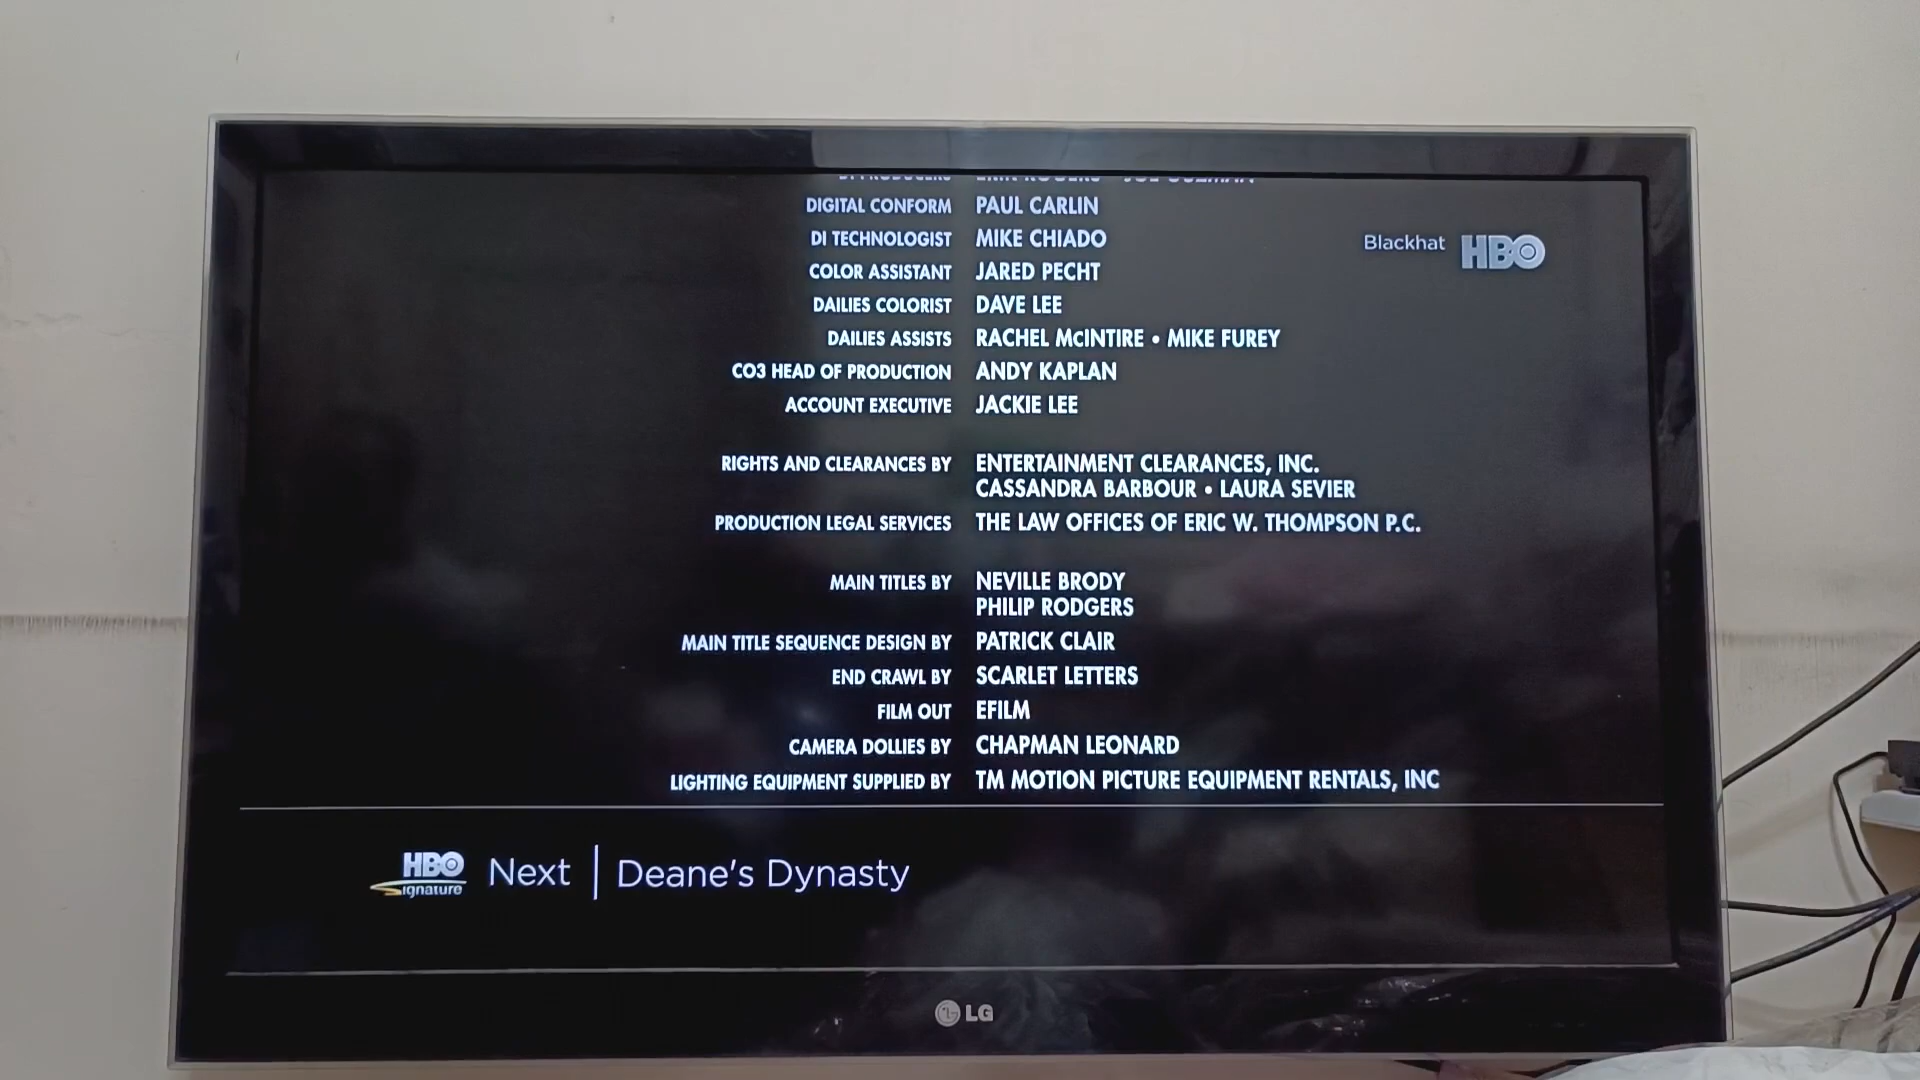 DIGITAL CONFORM PAUL CARLIN
DI TECHNOLOGIST MIKE CHIADO
Blackhat HBO
COLOR ASSISTANT JARED PECHT
DAILIES COLORIST DAVE LEE
DAILIES ASSISTS RACHEL McINTIRE • MIKE FUREY
CO3 HEAD OF PRODUCTION ANDY KAPLAN
ACCOUNT EXECUTIVE JACKIE LEE
RIGHTS AND CLEARANCES BY ENTERTAINMENT CLEARANCES, INC.
CASSANDRA BARBOUR • LAURA SEVIER
PRODUCTION LEGAL SERVICES THE LAW OFFICES OF ERIC W. THOMPSON P.C.
MAIN TITLES BY NEVILLE BRODY
PHILIP RODGERS
MAIN TITLE SEQUENCE DESIGN BY PATRICK CLAIR
END CRAWL BY SCARLET LETTERS
FILM OUT EFILM
CAMERA DOLLIES BY CHAPMAN LEONARD
LIGHTING EQUIPMENT SUPPLIED BY TM MOTION PICTURE EQUIPMENT RENTALS, INC
HBO Signature Next | Deane's Dynasty
LG